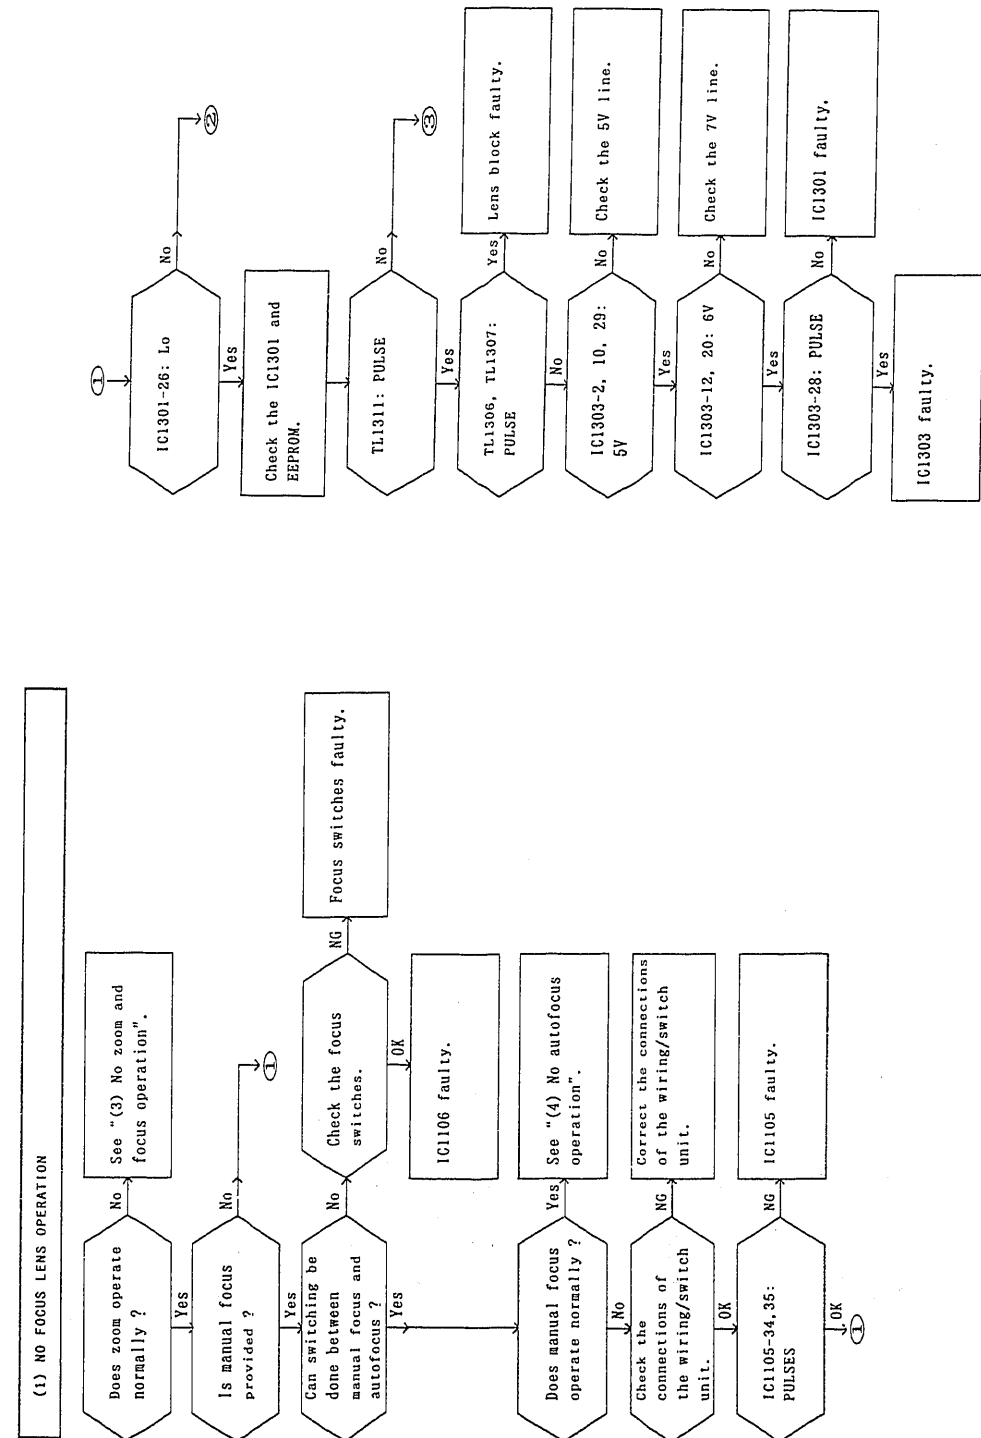 (1) NO FOCUS LENS OPERATION
Does zoom operate
normally ?
No
See "(3) No zoom and
focus operation".
Yes
Is manual focus
provided ?
No
1
Yes
Can switching be
done between
manual focus and
autofocus ?
No
Check the focus
switches.
NG
Focus switches faulty.
OK
IC1106 faulty.
Yes
Does manual focus
operate normally ?
Yes
See "(4) No autofocus
operation".
No
Check the
connections of
the wiring/switch
unit.
NG
Correct the connections
of the wiring/switch
unit.
OK
IC1105-34,35:
PULSES
NG
IC1105 faulty.
OK
1
1
IC1301-26: Lo
No
2
Yes
Check the IC1301 and
EEPROM.
TL1311: PULSE
No
3
Yes
TL1306, TL1307:
PULSE
Yes
Lens block faulty.
No
IC1303-2, 10, 29:
5V
No
Check the 5V line.
Yes
IC1303-12, 20: 6V
No
Check the 7V line.
Yes
IC1303-28: PULSE
No
IC1301 faulty.
Yes
IC1303 faulty.